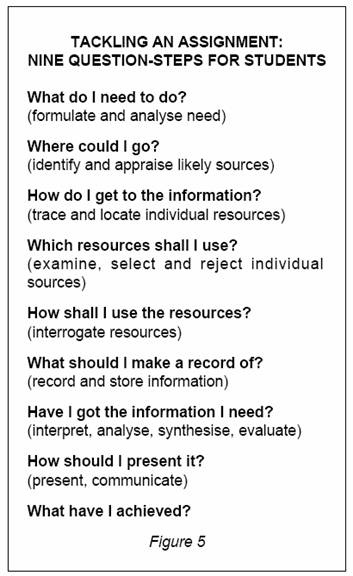 TACKLING AN ASSIGNMENT:
NINE QUESTION-STEPS FOR STUDENTS
What do I need to do?
(formulate and analyse need)
Where could I go?
(identify and appraise likely sources)
How do I get to the information?
(trace and locate individual resources)
Which resources shall I use?
(examine, select and reject individual
sources)
How shall I use the resources?
(interrogate resources)
What should I make a record of?
(record and store information)
Have I got the information I need?
(interpret, analyse, synthesise, evaluate)
How should I present it?
(present, communicate)
What have I achieved?
Figure 5